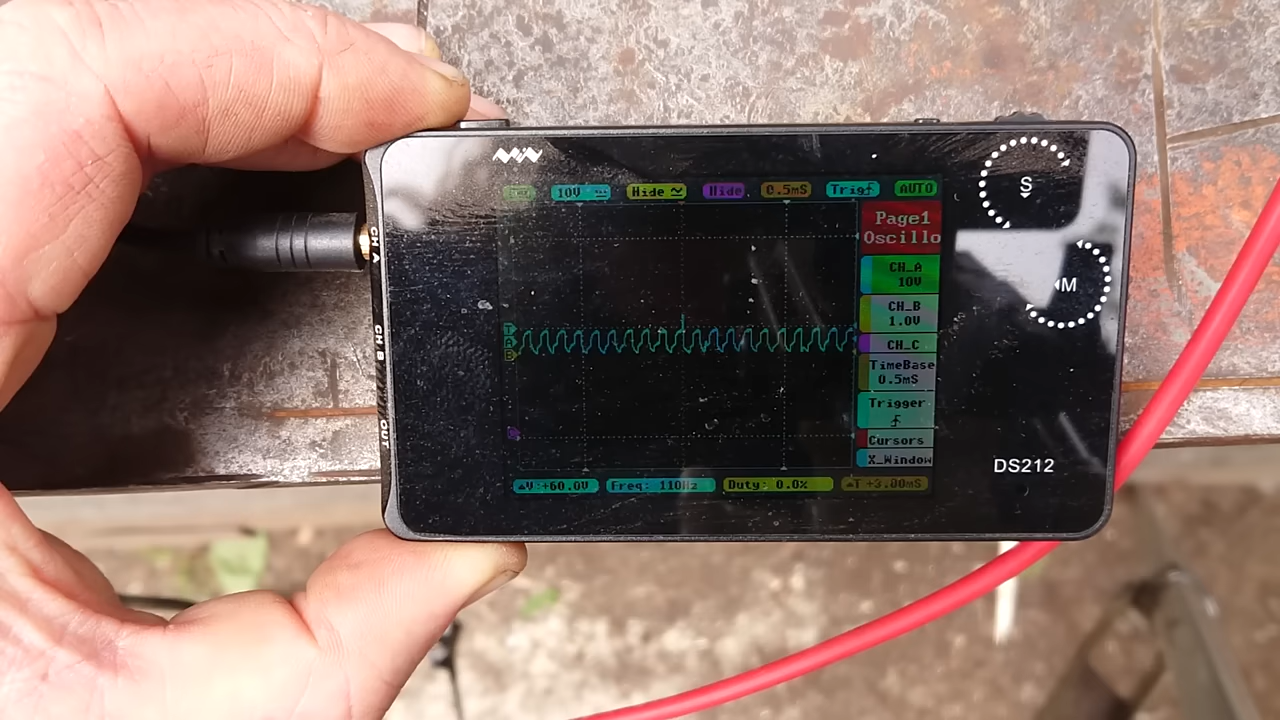 10V
Hide
Hide
0.5mS
Trig
AUTO
Page1
Oscillo
CH_A
10V
CH_B
1.0V
CH_C
TimeBase
0.5mS
Trigger
Cursors
X_Window
T
A
B
▲V:+60.0V
Freq: 110Hz
Duty: 0.0%
▲T +3.00mS
CH A
CH B
OUT
S
M
DS212